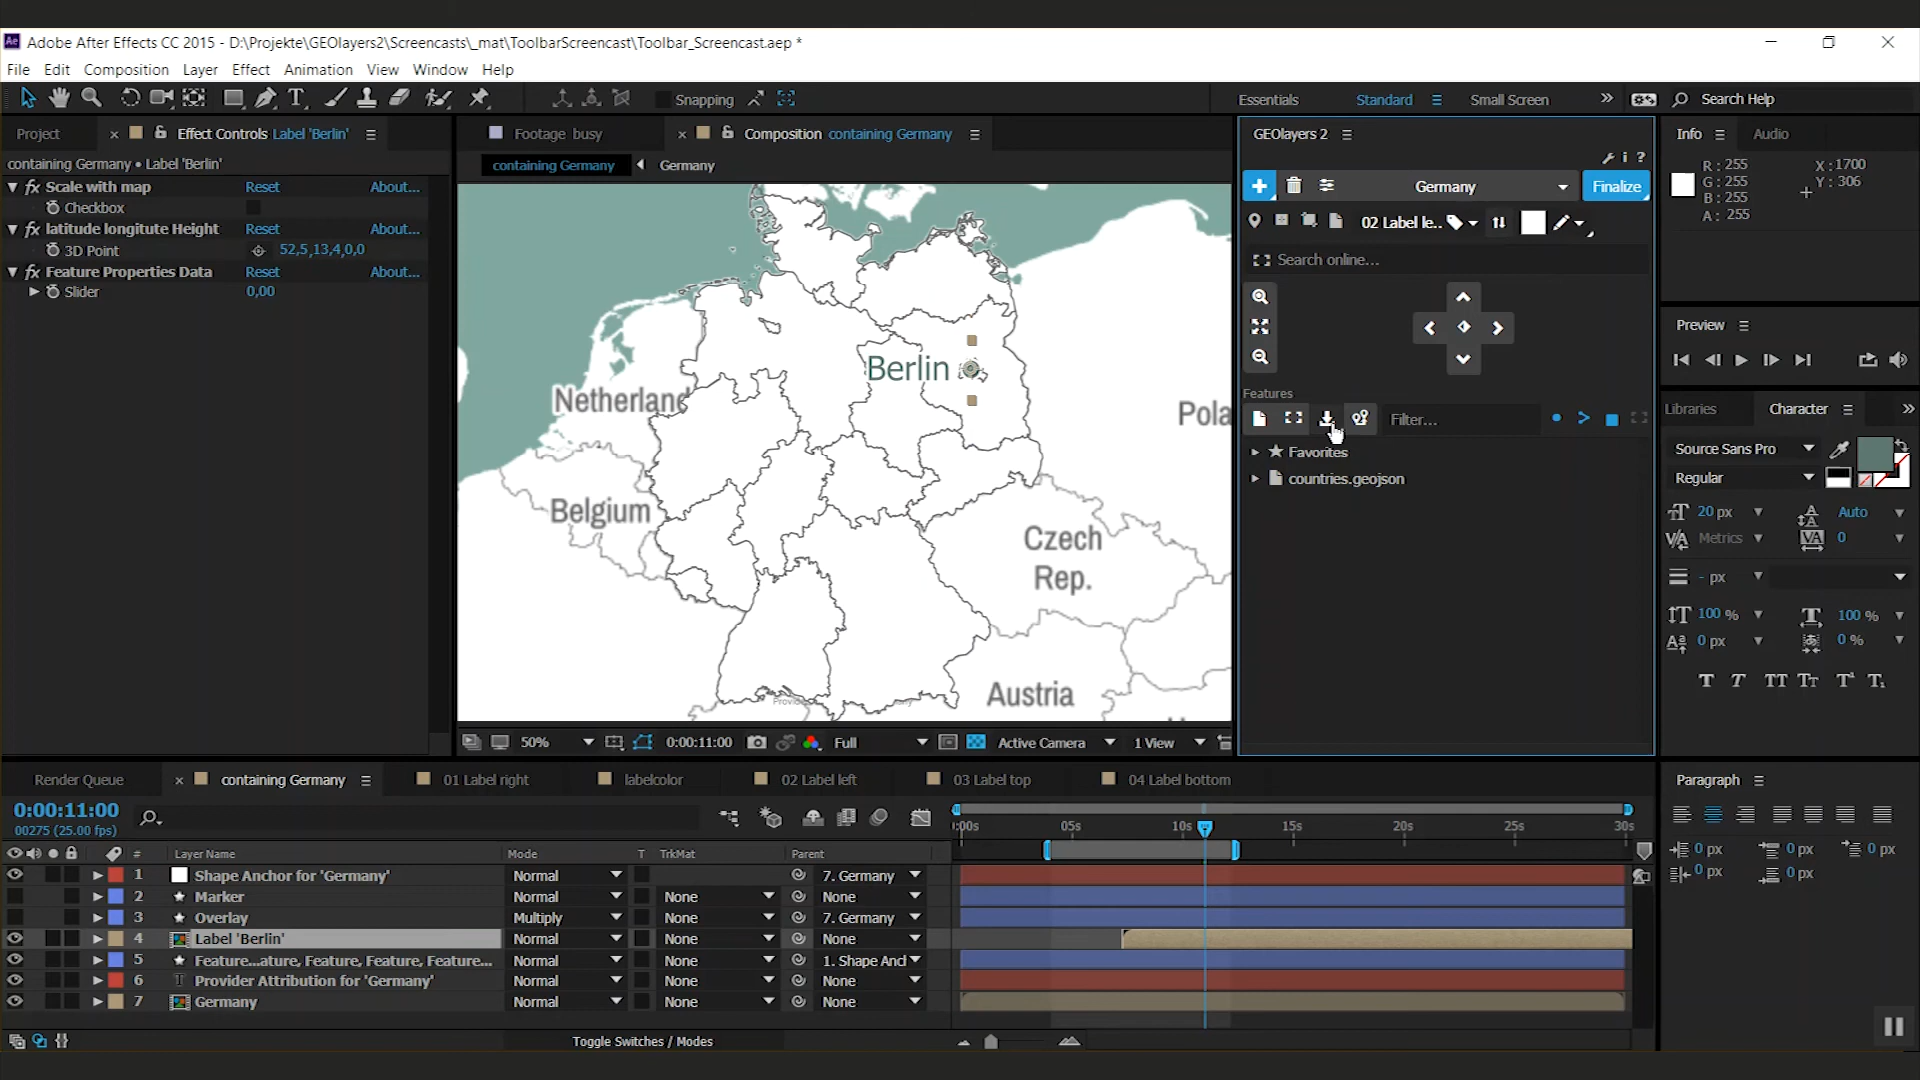 Adobe After Effects CC 2015 - D:\Projekte\GEOlayers2\Screencasts\_mat\ToolbarScreencast\Toolbar_Screencast.aep *
File Edit Composition Layer Effect Animation View Window Help
Snapping
Essentials Standard Small Screen Search Help
Project Effect Controls Label 'Berlin'
Footage busy Composition containing Germany
GEOlayers 2
Info Audio
containing Germany • Label 'Berlin'
containing Germany Germany
R : 255 X : 1700
G : 255 Y : 306
B : 255
A : 255
fx Scale with map Reset About...
Checkbox
fx latitude longitute Height Reset About...
3D Point 52,5,13,4,0,0
fx Feature Properties Data Reset About...
Slider 0,00
Germany Finalize
02 Label le..
Search online...
Features
Filter...
Favorites
countries.geojson
Netherland
Berlin
Pola
Belgium
Czech
Rep.
Austria
Preview
Libraries Character
Source Sans Pro
Regular
20 px Auto
Metrics 0
- px
100 % 100 %
0 px 0 %
50% 0:00:11:00 Full Active Camera 1 View
Render Queue containing Germany 01 Label right labelcolor 02 Label left 03 Label top 04 Label bottom
Paragraph
0 px 0 px 0 px
0 px 0 px
0:00:11:00
00275 (25.00 fps)
:00s 05s 10s 15s 20s 25s 30s
# Layer Name Mode T TrkMat Parent
1 Shape Anchor for 'Germany' Normal 7. Germany
2 Marker Normal None None
3 Overlay Multiply None 7. Germany
4 Label 'Berlin' Normal None None
5 Feature...ature, Feature, Feature, Feature... Normal None 1. Shape Ancl
6 Provider Attribution for 'Germany' Normal None None
7 Germany Normal None None
Toggle Switches / Modes